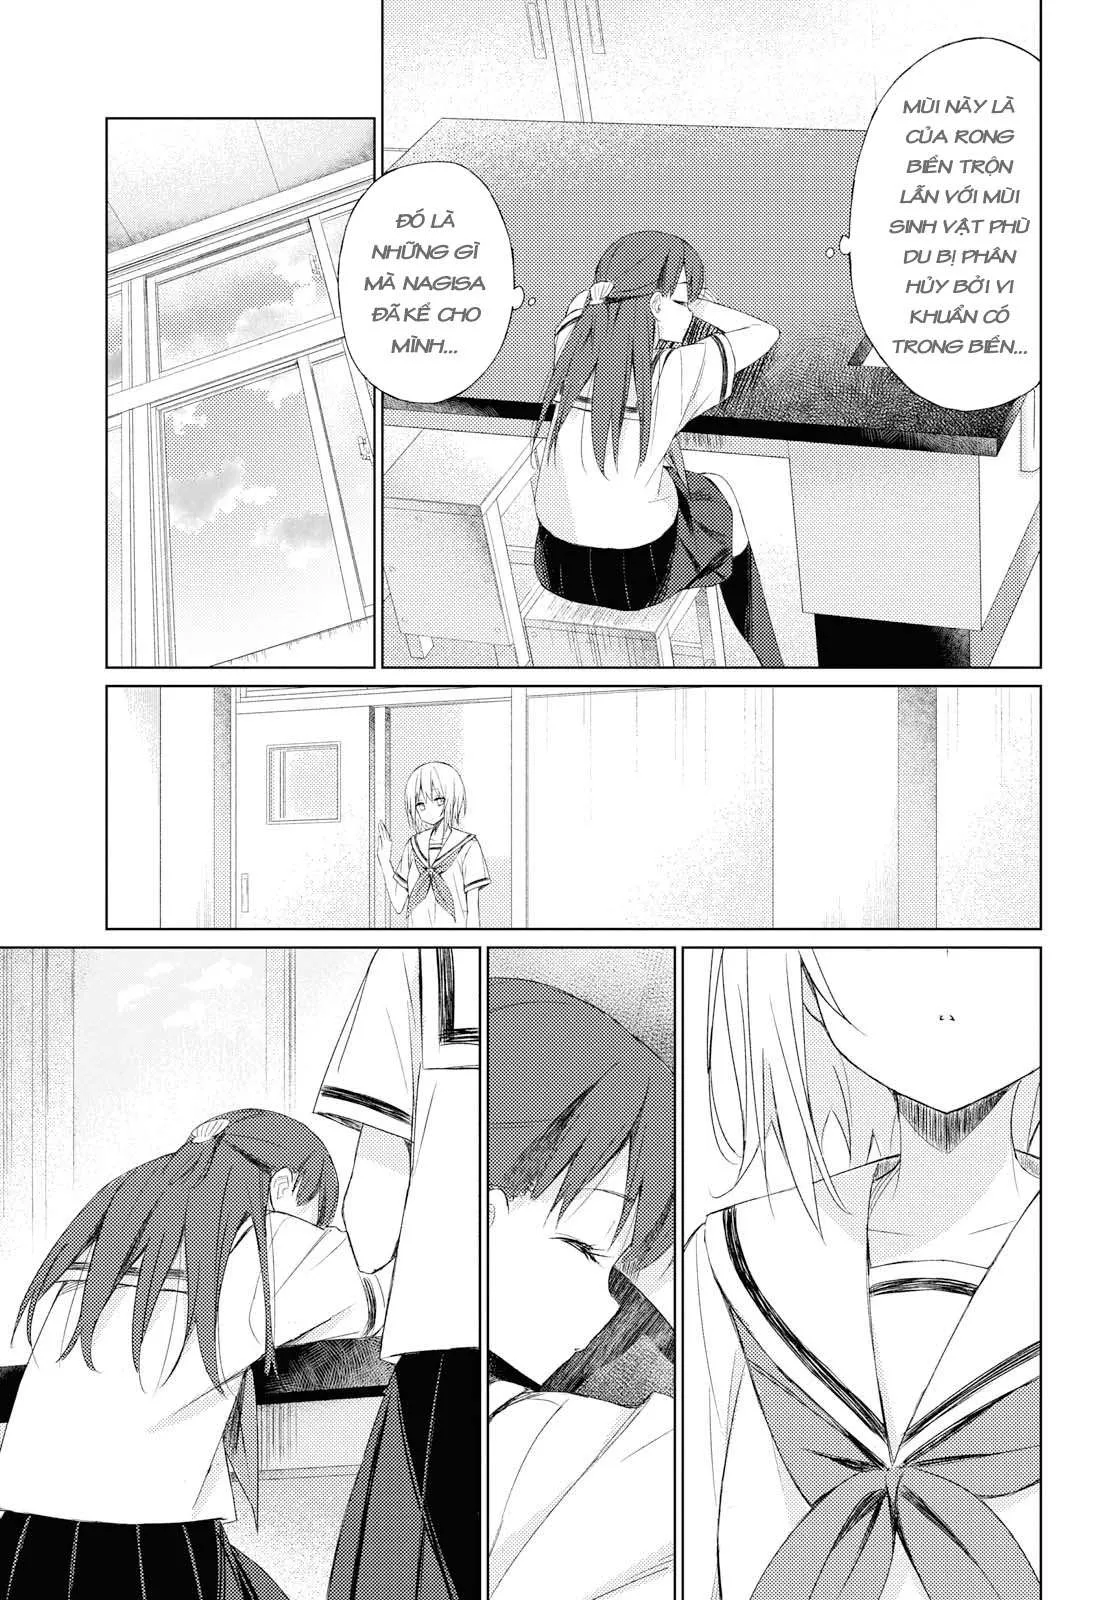 MÙI NÀY LÀ
CỦA RONG
BIỂN TRỘN
LẪN VỚI MÙI
SINH VẬT PHÙ
DU BỊ PHÂN
HỦY BỞI VI
KHUẨN CÓ
TRONG BIỂN...
ĐÓ LÀ
NHỮNG GÌ
MÀ NAGISA
ĐÃ KỂ CHO
MÌNH...